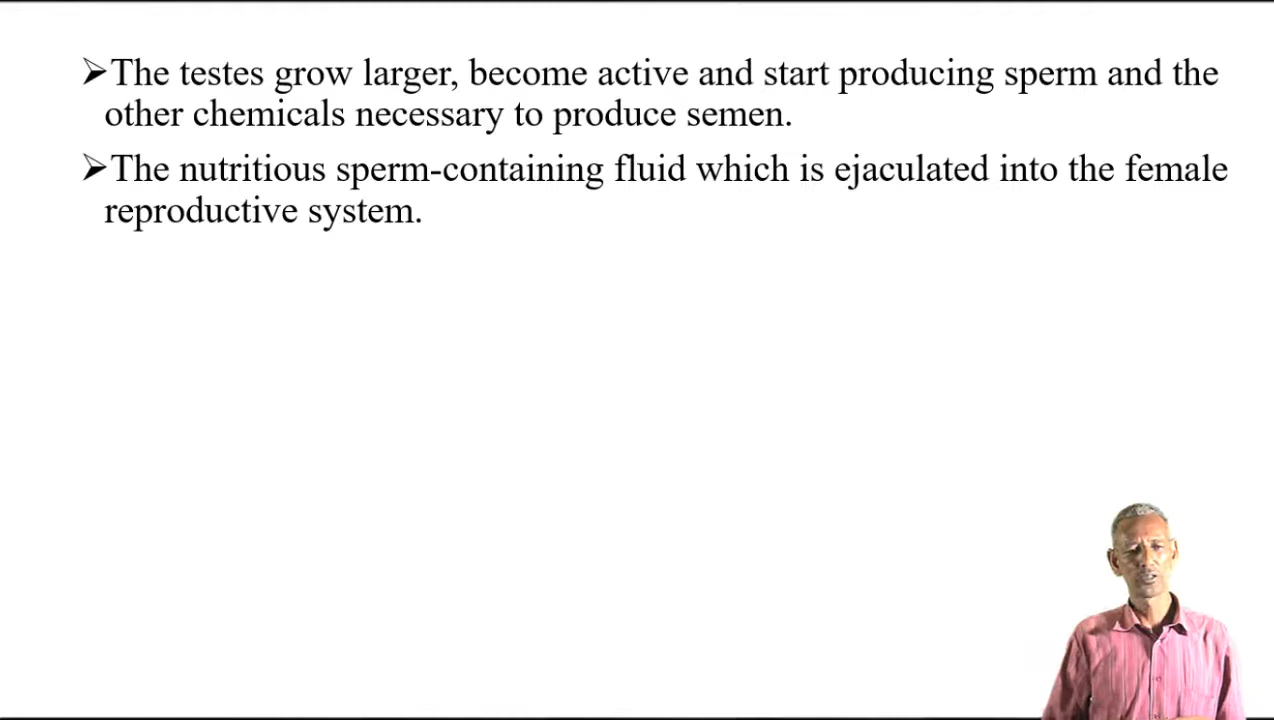 ➢The testes grow larger, become active and start producing sperm and the
other chemicals necessary to produce semen.
➢The nutritious sperm-containing fluid which is ejaculated into the female
reproductive system.